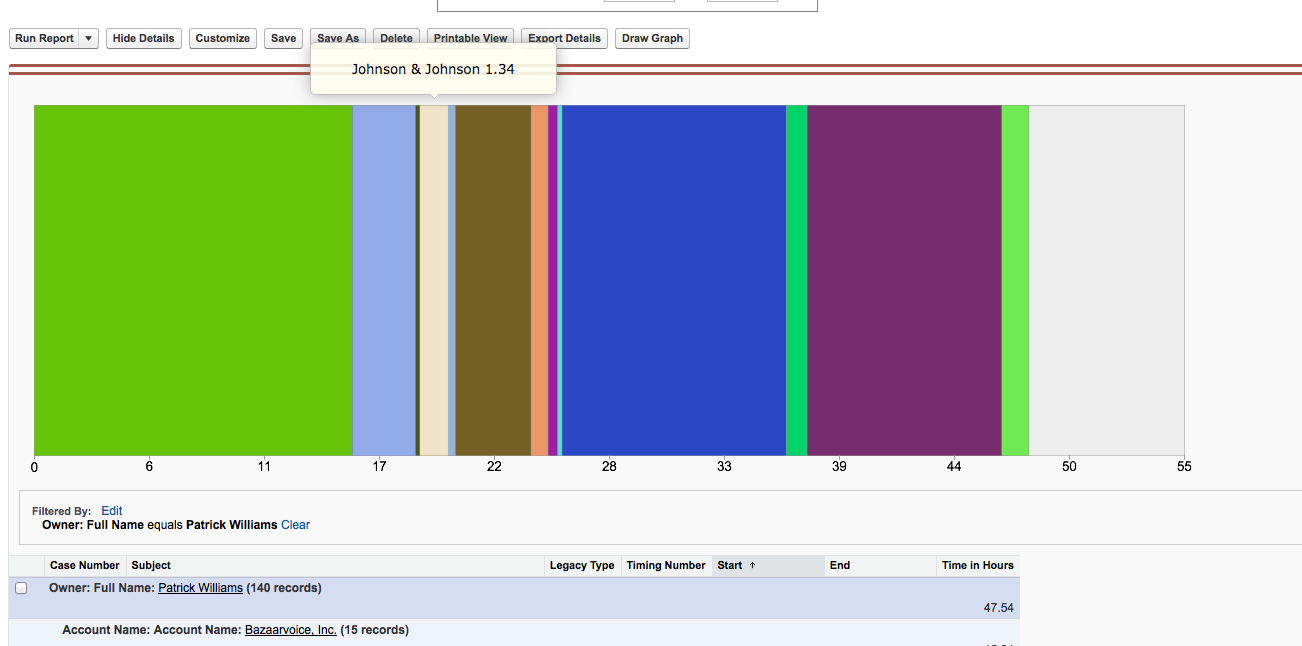 Run Report Hide Details Customize Save Save As Delete Printable View Export Details Draw Graph
Johnson & Johnson 1.34
0 6 11 17 22 28 33 39 44 50 55
Filtered By: Edit
Owner: Full Name equals Patrick Williams Clear
Case Number Subject Legacy Type Timing Number Start ↑ End Time in Hours
Owner: Full Name: Patrick Williams (140 records)
47.54
Account Name: Account Name: Bazaarvoice, Inc. (15 records)